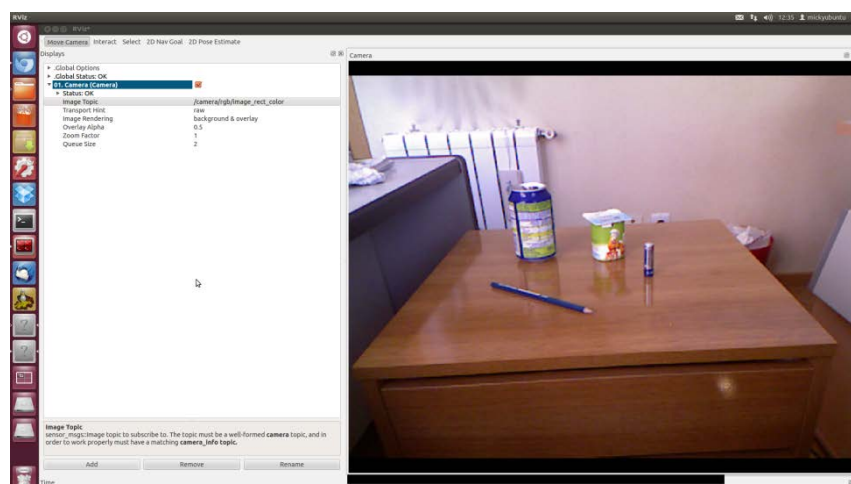 RViz
12:35 mickyubuntu
RViz*
Move Camera Interact Select 2D Nav Goal 2D Pose Estimate
Displays
Camera
.Global Options
.Global Status: OK
01. Camera (Camera)
Status: OK
Image Topic /camera/rgb/image_rect_color
Transport Hint raw
Image Rendering background & overlay
Overlay Alpha 0.5
Zoom Factor 1
Queue Size 2
Image Topic
sensor_msgs::Image topic to subscribe to. The topic must be a well-formed camera topic, and in
order to work properly must have a matching camera_info topic.
Add Remove Rename
Time